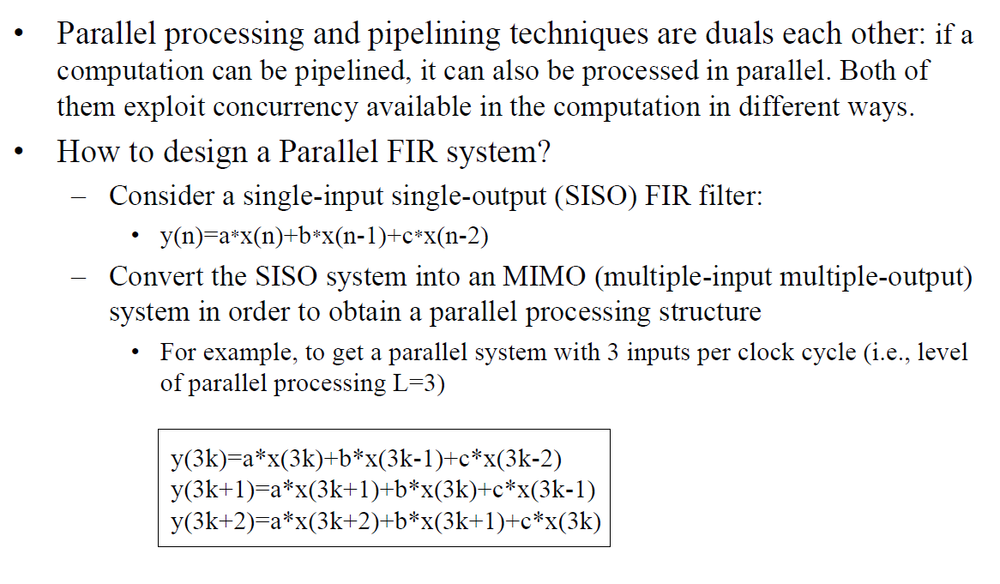 • Parallel processing and pipelining techniques are duals each other: if a
computation can be pipelined, it can also be processed in parallel. Both of
them exploit concurrency available in the computation in different ways.
• How to design a Parallel FIR system?
– Consider a single-input single-output (SISO) FIR filter:
• y(n)=a*x(n)+b*x(n-1)+c*x(n-2)
– Convert the SISO system into an MIMO (multiple-input multiple-output)
system in order to obtain a parallel processing structure
• For example, to get a parallel system with 3 inputs per clock cycle (i.e., level
of parallel processing L=3)
y(3k)=a*x(3k)+b*x(3k-1)+c*x(3k-2)
y(3k+1)=a*x(3k+1)+b*x(3k)+c*x(3k-1)
y(3k+2)=a*x(3k+2)+b*x(3k+1)+c*x(3k)